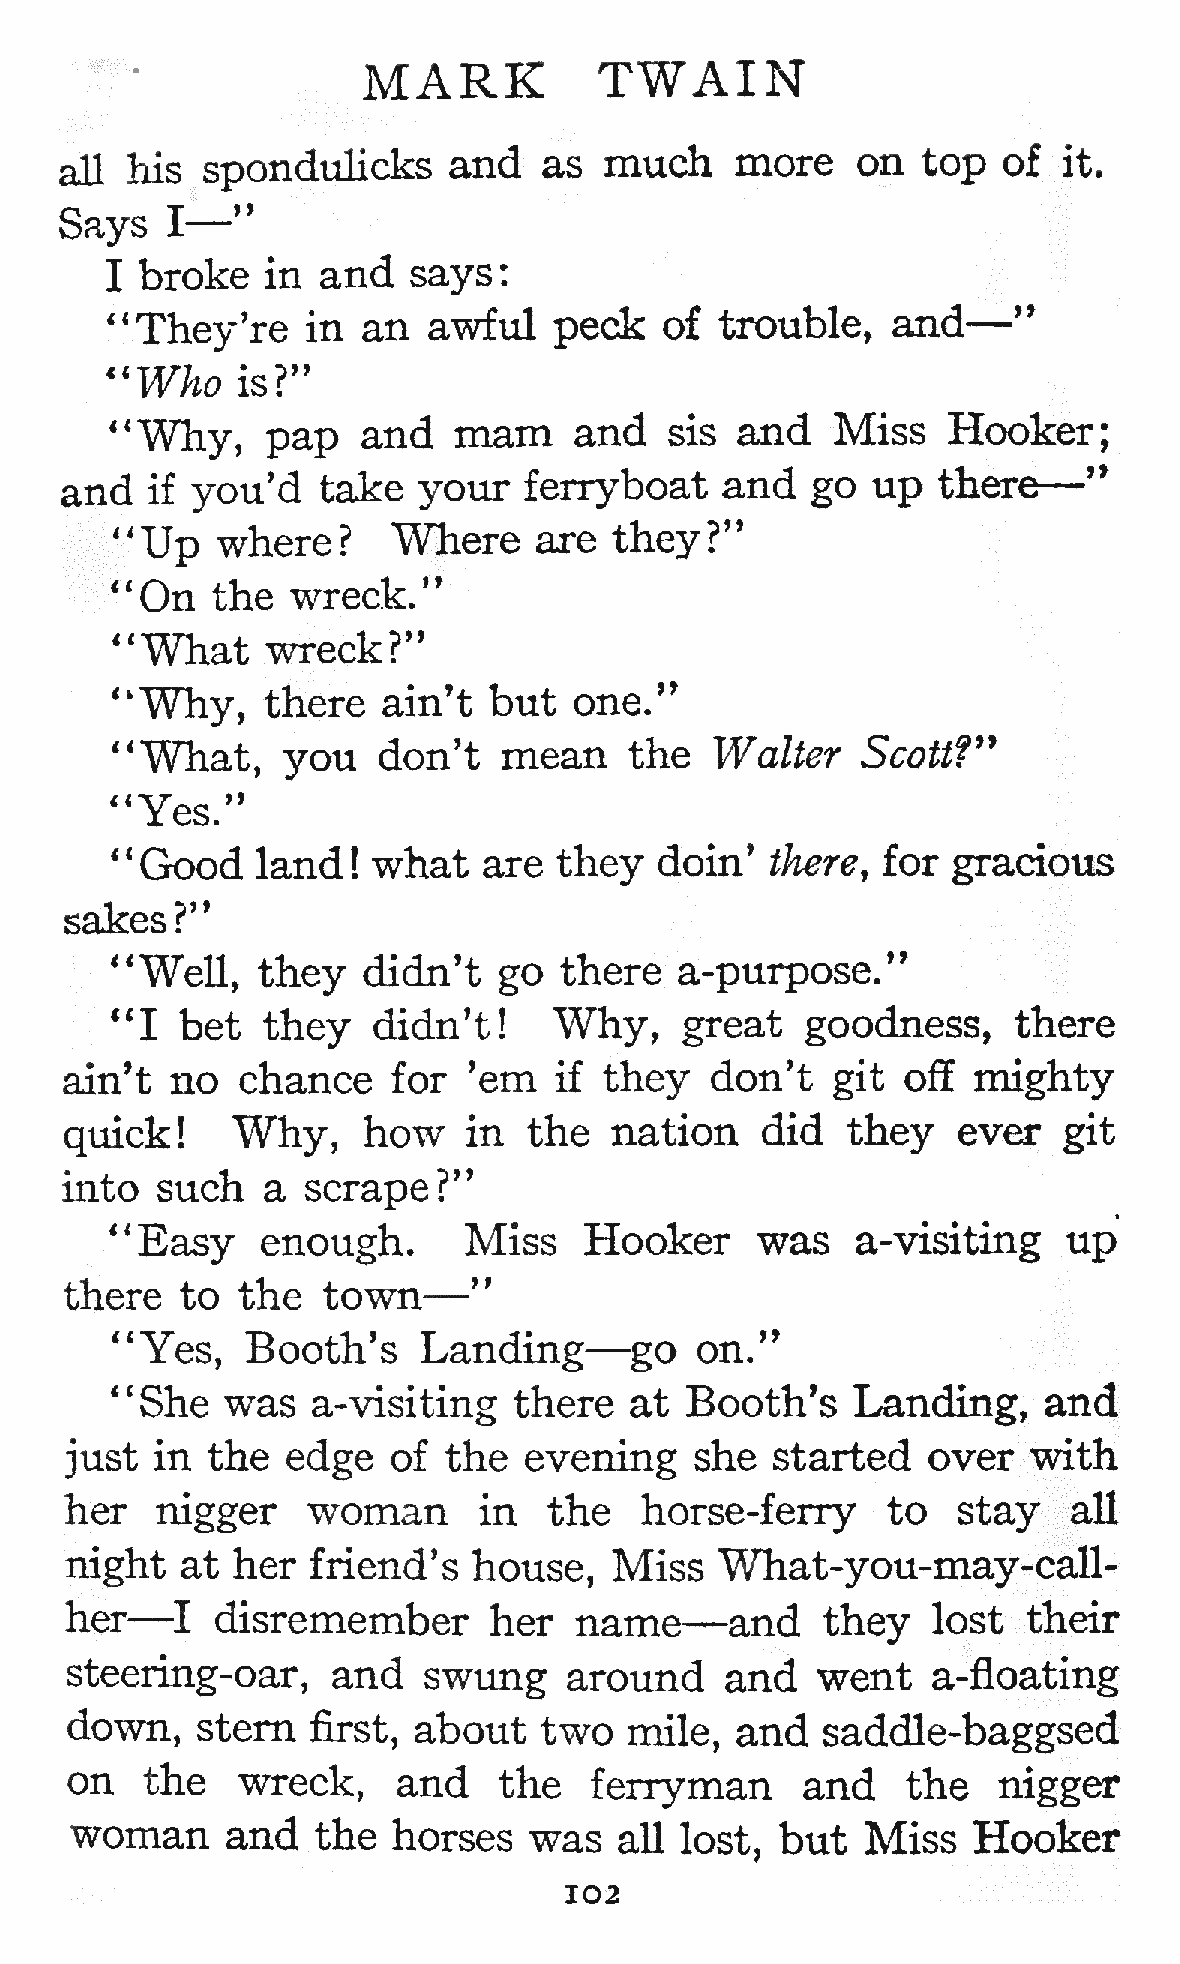 MARK TWAIN
all his spondulicks and as much more on top of it.
Says I—"
I broke in and says:
"They're in an awful peck of trouble, and—"
"Who is?"
"Why, pap and mam and sis and Miss Hooker;
and if you'd take your ferryboat and go up there—"
"Up where? Where are they?"
"On the wreck."
"What wreck?"
"Why, there ain't but one."
"What, you don't mean the Walter Scott?"
"Yes."
"Good land! what are they doin' there, for gracious
sakes?"
"Well, they didn't go there a-purpose."
"I bet they didn't! Why, great goodness, there
ain't no chance for 'em if they don't git off mighty
quick! Why, how in the nation did they ever git
into such a scrape?"
"Easy enough. Miss Hooker was a-visiting up
there to the town—"
"Yes, Booth's Landing—go on."
"She was a-visiting there at Booth's Landing, and
just in the edge of the evening she started over with
her nigger woman in the horse-ferry to stay all
night at her friend's house, Miss What-you-may-call-
her—I disremember her name—and they lost their
steering-oar, and swung around and went a-floating
down, stern first, about two mile, and saddle-baggsed
on the wreck, and the ferryman and the nigger
woman and the horses was all lost, but Miss Hooker
102